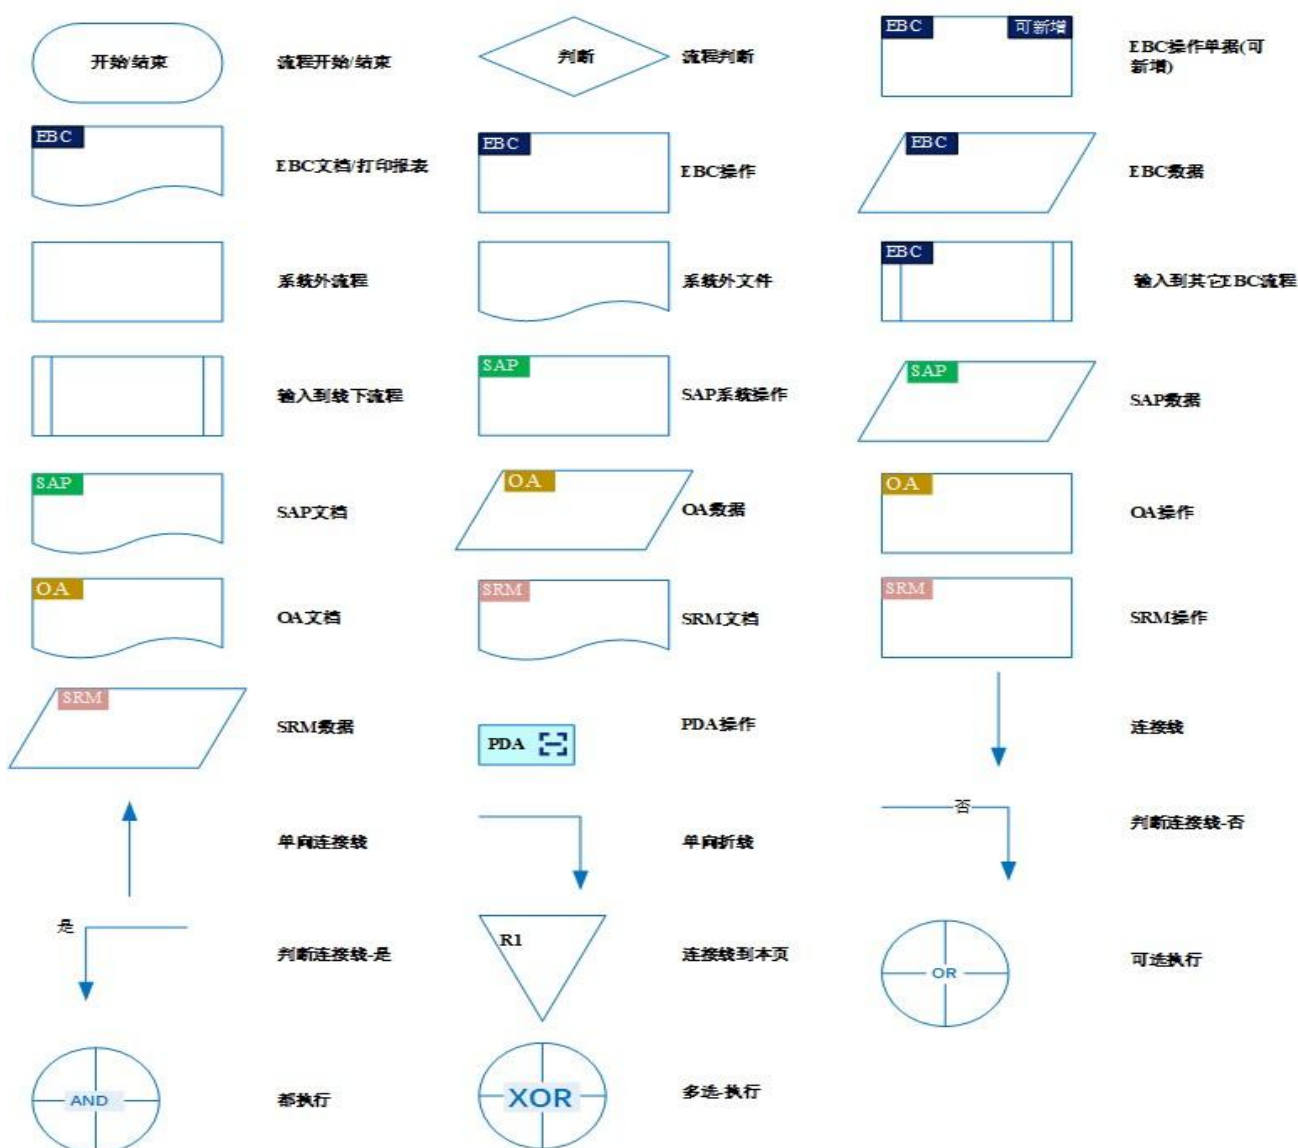 开始/结束
流程开始/结束
判断
流程判断
EBC
可新增
EBC操作单据(可
新增)
EBC
EBC文档/打印报表
EBC
EBC操作
EBC
EBC数据
系统外流程
系统外文件
EBC
输入到其它EBC流程
输入到线下流程
SAP
SAP系统操作
SAP
SAP数据
SAP
SAP文档
OA
OA数据
OA
OA操作
OA
OA文档
SRM
SRM文档
SRM
SRM操作
SRM
SRM数据
PDA
PDA操作
连接线
单向连接线
单向折线
否
判断连接线-否
是
判断连接线-是
R1
连接线到本页
OR
可选执行
AND
都执行
XOR
多选-执行